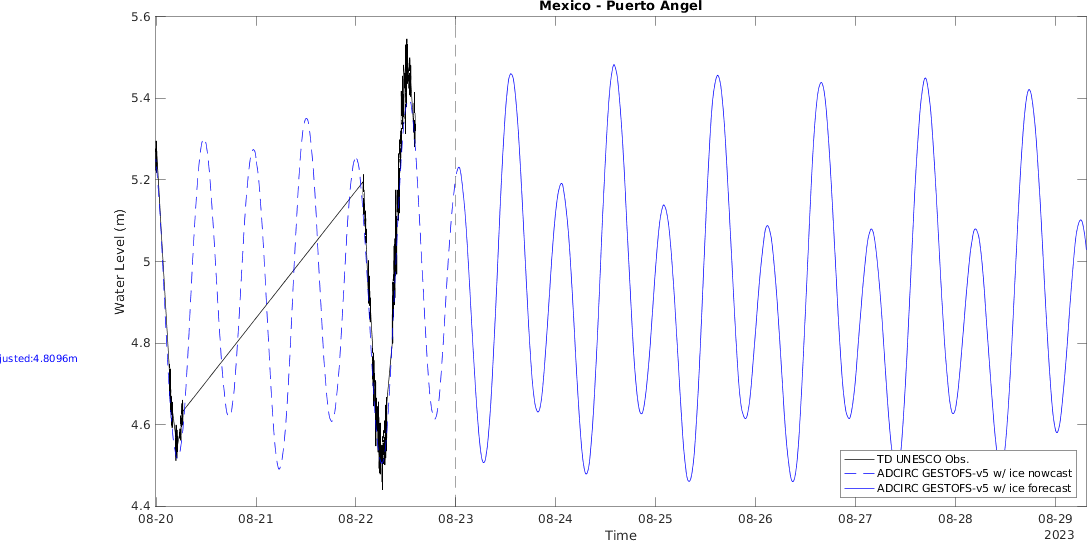 Mexico - Puerto Angel
5.6
5.4
5.2
5
4.8
4.6
4.4
Water Level (m)
justed:4.8096m
08-20
08-21
08-22
08-23
08-24
08-25
08-26
08-27
08-28
08-29
Time
2023
TD UNESCO Obs.
ADCIRC GESTOFS-v5 w/ ice nowcast
ADCIRC GESTOFS-v5 w/ ice forecast